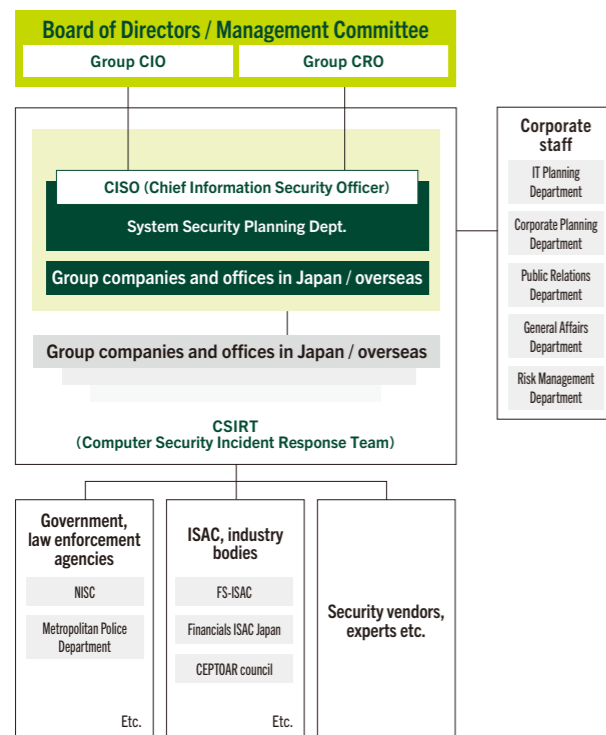 Board of Directors / Management Committee
Group CIO
Group CRO
CISO (Chief Information Security Officer)
System Security Planning Dept.
Group companies and offices in Japan / overseas
Group companies and offices in Japan / overseas
CSIRT
(Computer Security Incident Response Team)
Corporate
staff
IT Planning
Department
Corporate Planning
Department
Public Relations
Department
General Affairs
Department
Risk Management
Department
Government,
law enforcement
agencies
NISC
Metropolitan Police
Department
Etc.
ISAC, industry
bodies
FS-ISAC
Financials ISAC Japan
CEPTOAR council
Etc.
Security vendors,
experts etc.